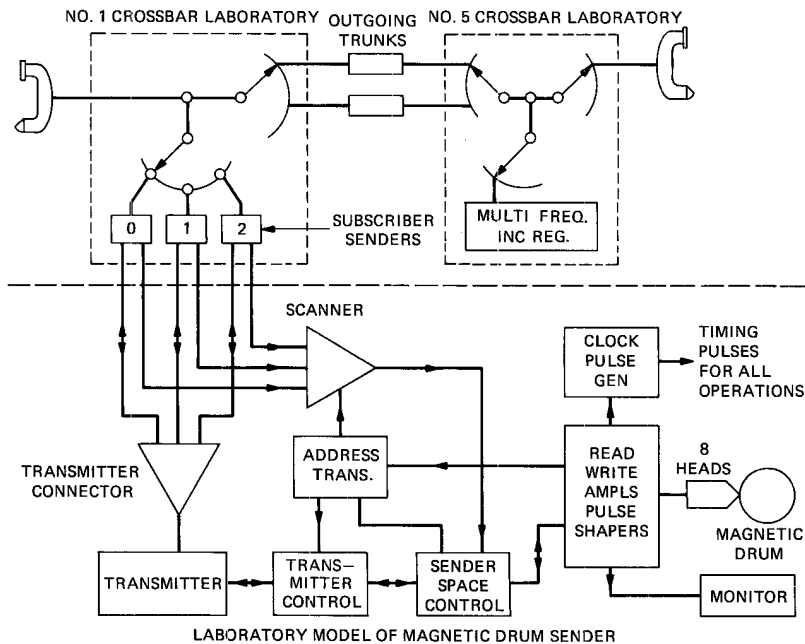 NO. 1 CROSSBAR LABORATORY
OUTGOING
TRUNKS
NO. 5 CROSSBAR LABORATORY
0
1
2
SUBSCRIBER
SENDERS
MULTI FREQ.
INC REG.
SCANNER
CLOCK
PULSE
GEN
TIMING
PULSES
FOR ALL
OPERATIONS
TRANSMITTER
CONNECTOR
ADDRESS
TRANS.
READ
WRITE
AMPLS
PULSE
SHAPERS
8
HEADS
MAGNETIC
DRUM
TRANSMITTER
TRANS-
MITTER
CONTROL
SENDER
SPACE
CONTROL
MONITOR
LABORATORY MODEL OF MAGNETIC DRUM SENDER